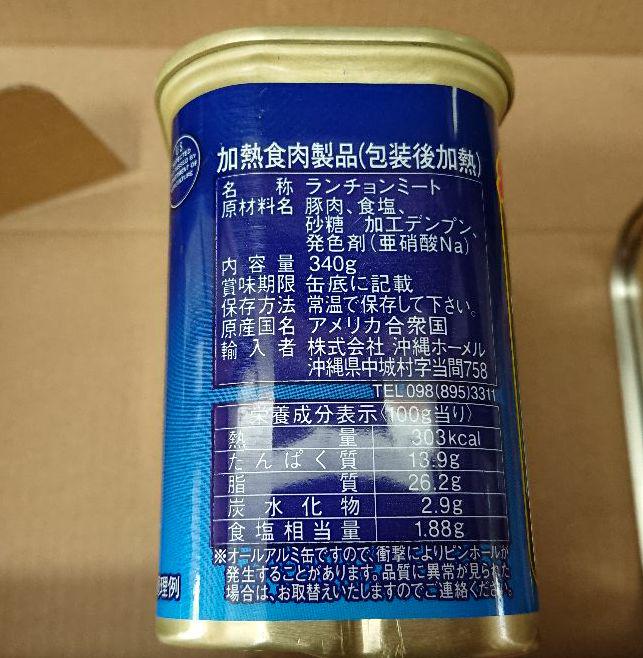 加熱食肉製品(包装後加熱)
名称 ランチョンミート
原材料名 豚肉、食塩、
砂糖／加工デンプン、
発色剤(亜硝酸Na)
内容量 340g
賞味期限 缶底に記載
保存方法 常温で保存して下さい。
原産国名 アメリカ合衆国
輸入者 株式会社 沖縄ホーメル
沖縄県中城村字当間758
TEL098(895)3311
栄養成分表示(100g当り)
熱量 303kcal
たんぱく質 13.9g
脂質 26.2g
炭水化物 2.9g
食塩相当量 1.88g
※オールアルミ缶ですので、衝撃によりピンホールが
発生することがあります。品質に異常が見られた
場合は、お取替えいたしますのでご連絡ください。
理例